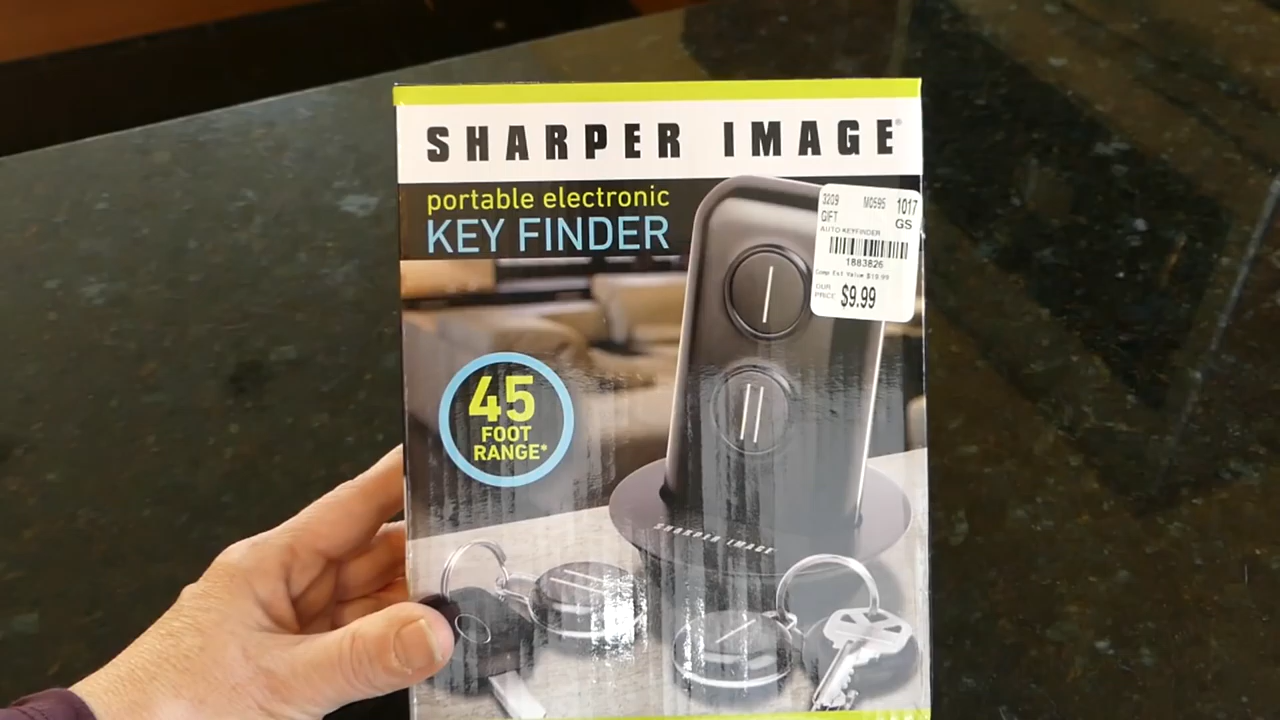 SHARPER IMAGE®
portable electronic
KEY FINDER
3209 M0595 1017
GIFT GS
AUTO KEYFINDER
1883826
Comp Est Value $19.99
OUR PRICE $9.99
45
FOOT
RANGE*
SHARPER IMAGE